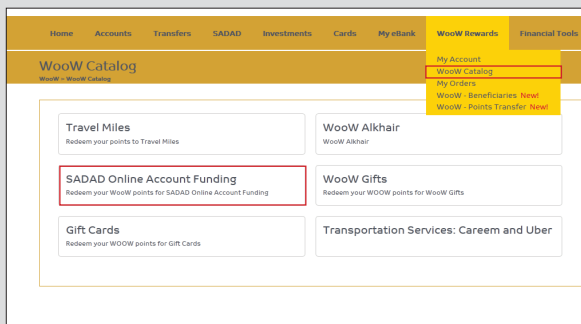 Home Accounts Transfers SADAD Investments Cards My eBank WooW Rewards Financial Tools
WooW Catalog
WooW > WooW Catalog
My Account
WooW Catalog
My Orders
WooW - Beneficiaries New!
WooW - Points Transfer New!
Travel Miles
Redeem your points to Travel Miles
WooW Alkhair
WooW Alkhair
SADAD Online Account Funding
Redeem your WooW points for SADAD Online Account Funding
WooW Gifts
Redeem your WOOW points for WooW Gifts
Gift Cards
Redeem your WOOW points for Gift Cards
Transportation Services: Careem and Uber